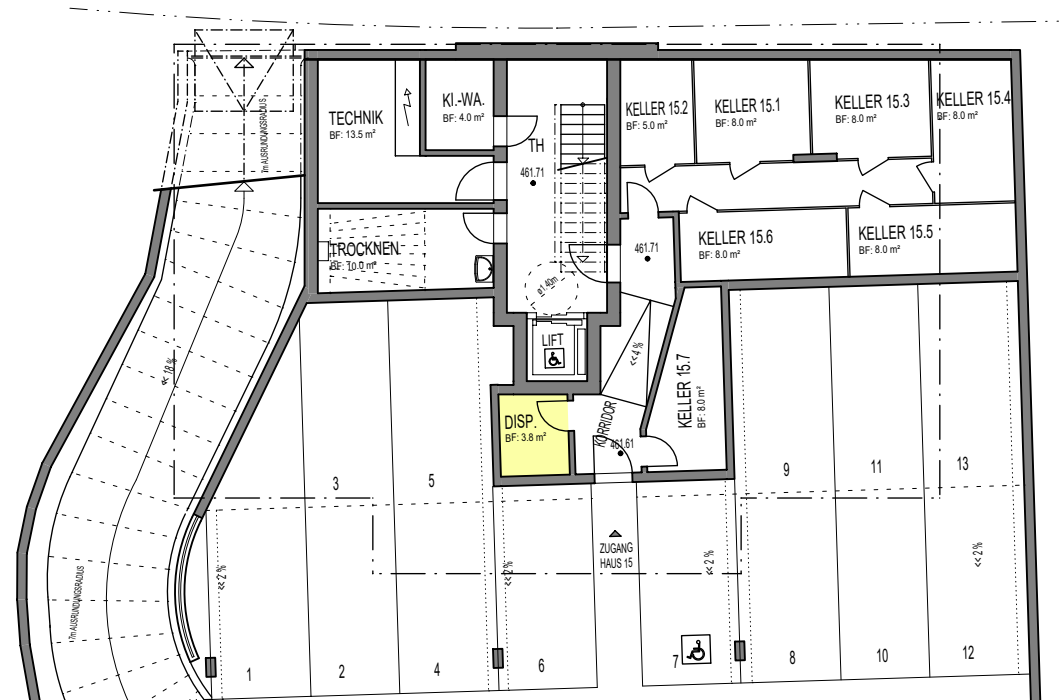 7m AUSRUNDUNGSRADIUS
TECHNIK
BF: 13.5 m²
KI.-WA.
BF: 4.0 m²
TH
461.71
KELLER 15.2
BF: 5.0 m²
KELLER 15.1
BF: 8.0 m²
KELLER 15.3
BF: 8.0 m²
KELLER 15.4
BF: 8.0 m²
TROCKNEN
BF: 10.0 m²
461.71
KELLER 15.6
BF: 8.0 m²
KELLER 15.5
BF: 8.0 m²
ø 1.40m
LIFT
<<4 %
<< 18 %
KELLER 15.7
BF: 8.0 m²
DISP.
BF: 3.8 m²
KORRIDOR
461.61
3
5
9
11
13
ZUGANG
HAUS 15
<< 2 %
<< 2 %
<< 2 %
<< 2 %
7m AUSRUNDUNGSRADIUS
1
2
4
6
7
8
10
12